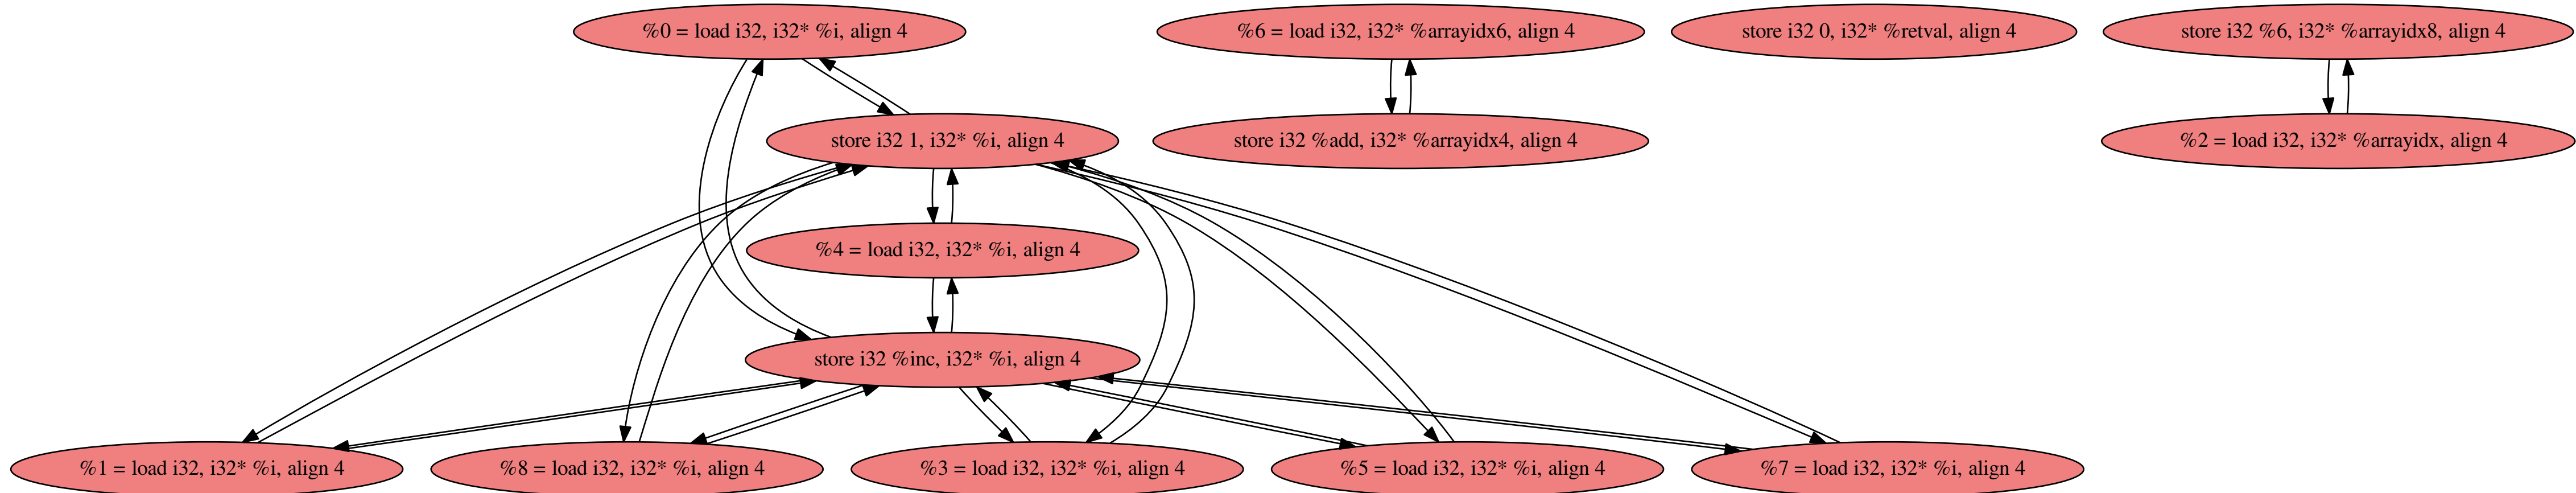 %0 = load i32, i32* %i, align 4
%6 = load i32, i32* %arrayidx6, align 4
store i32 0, i32* %retval, align 4
store i32 %6, i32* %arrayidx8, align 4
store i32 1, i32* %i, align 4
store i32 %add, i32* %arrayidx4, align 4
%2 = load i32, i32* %arrayidx, align 4
%4 = load i32, i32* %i, align 4
store i32 %inc, i32* %i, align 4
%1 = load i32, i32* %i, align 4
%8 = load i32, i32* %i, align 4
%3 = load i32, i32* %i, align 4
%5 = load i32, i32* %i, align 4
%7 = load i32, i32* %i, align 4